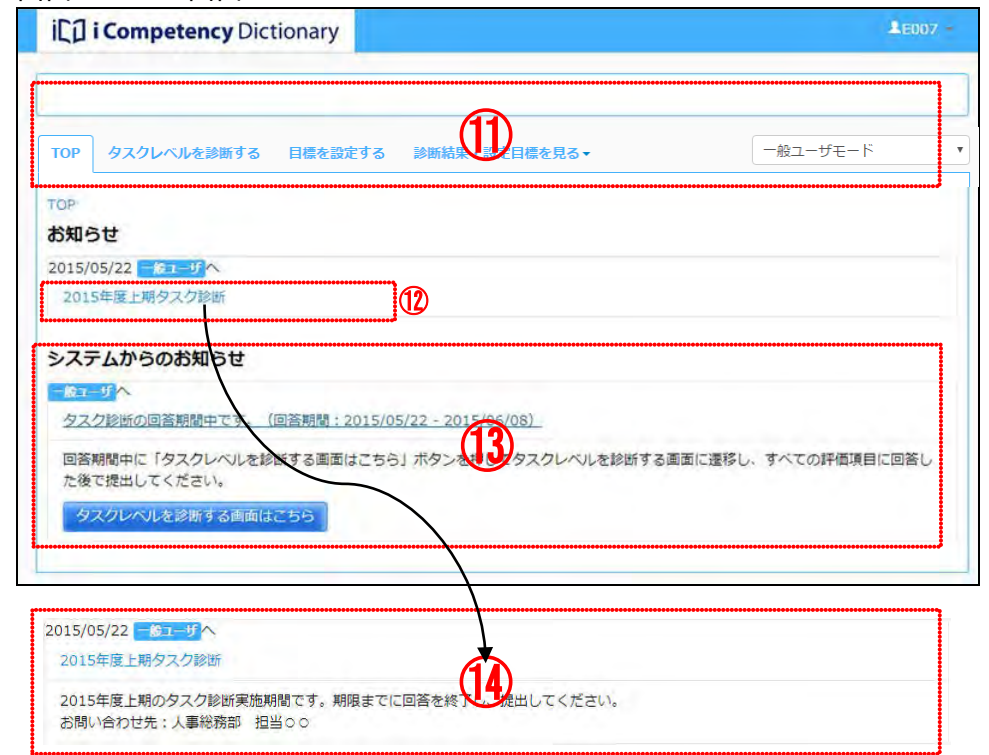 i Competency Dictionary
E007
⑪
TOP タスクレベルを診断する 目標を設定する 診断結果・設定目標を見る 一般ユーザモード
TOP
お知らせ
2015/05/22 一般ユーザへ
2015年度上期タスク診断
⑫
システムからのお知らせ
一般ユーザへ
タスク診断の回答期間中です。（回答期間：2015/05/22 - 2015/06/08）
⑬
回答期間中に「タスクレベルを診断する画面はこちら」ボタンを押してタスクレベルを診断する画面に遷移し、すべての評価項目に回答し
た後で提出してください。
タスクレベルを診断する画面はこちら
2015/05/22 一般ユーザへ
2015年度上期タスク診断
⑭
2015年度上期のタスク診断実施期間です。期限までに回答を終了し、提出してください。
お問い合わせ先：人事総務部 担当○○